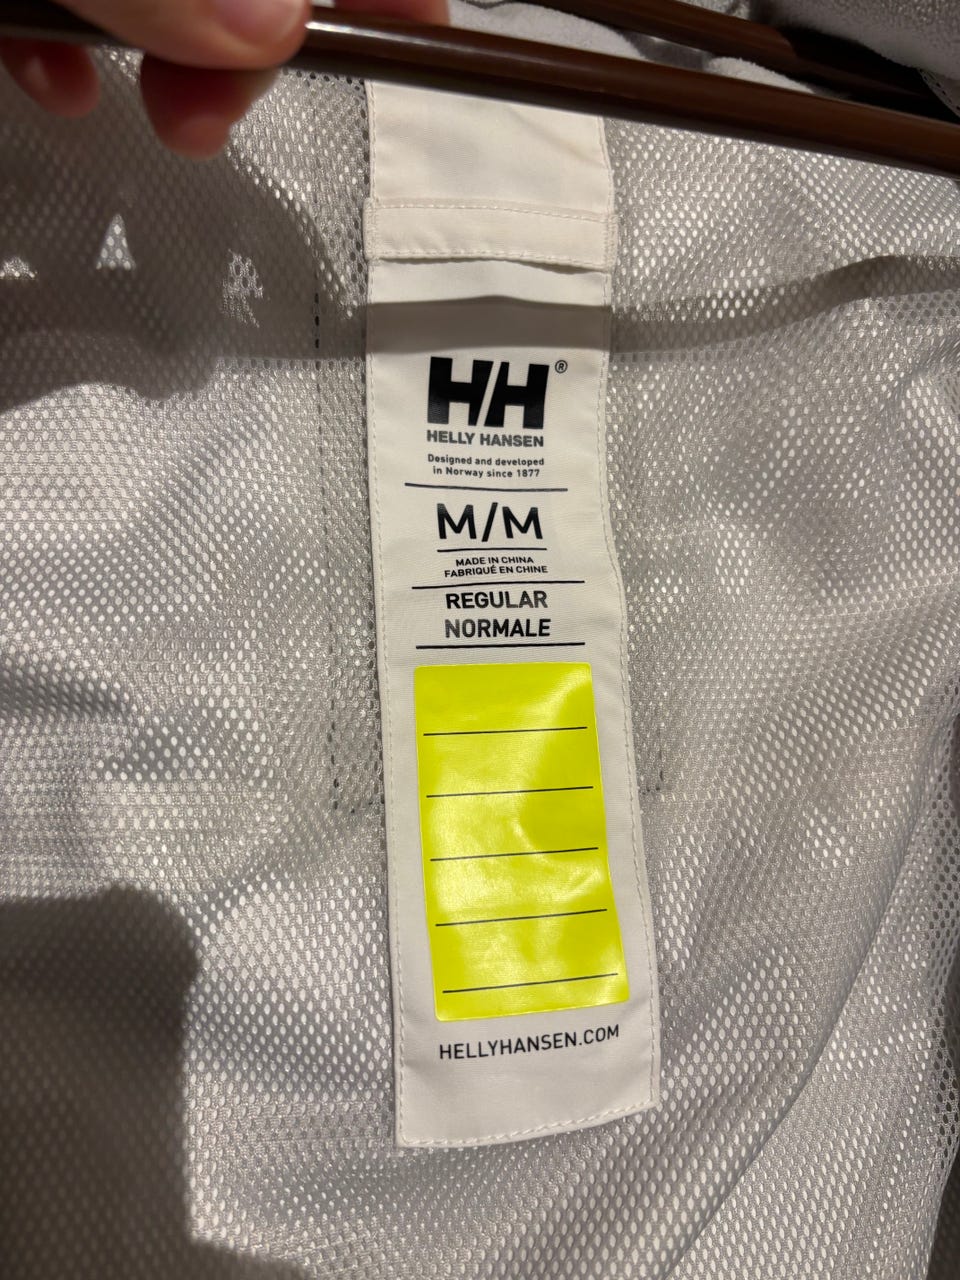 HH®
HELLY HANSEN
Designed and developed
in Norway since 1877
M/M
MADE IN CHINA
FABRIQUÉ EN CHINE
REGULAR
NORMALE
HELLYHANSEN.COM